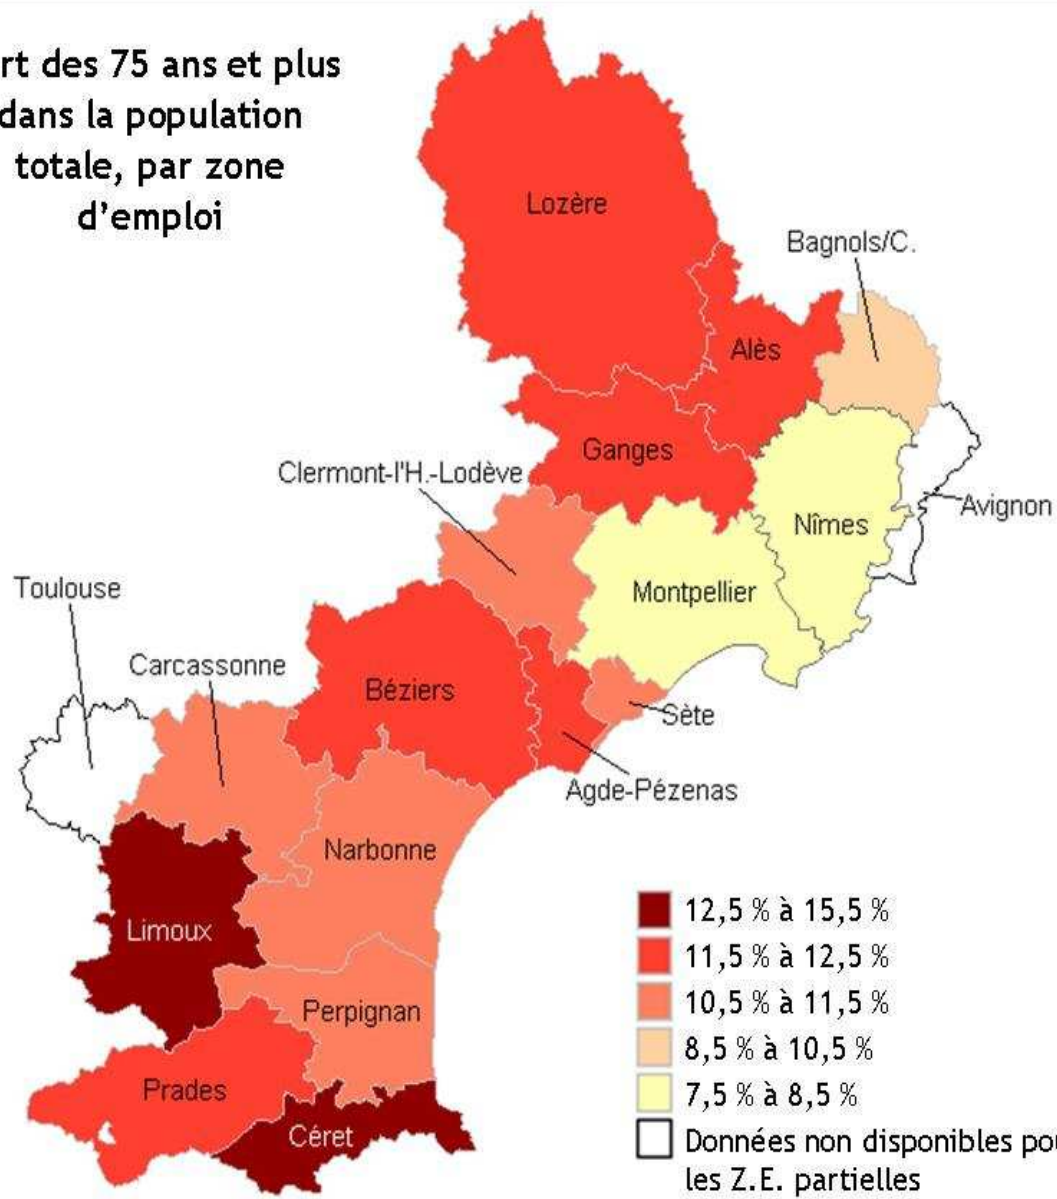 rt des 75 ans et plus
dans la population
totale, par zone
d'emploi
Lozère
Bagnols/C.
Alès
Ganges
Clermont-l'H.-Lodève
Avignon
Nîmes
Toulouse
Montpellier
Carcassonne
Béziers
Sète
Agde-Pézenas
Narbonne
Limoux
Perpignan
Prades
Céret
12,5 % à 15,5 %
11,5 % à 12,5 %
10,5 % à 11,5 %
8,5 % à 10,5 %
7,5 % à 8,5 %
Données non disponibles pou
les Z.E. partielles